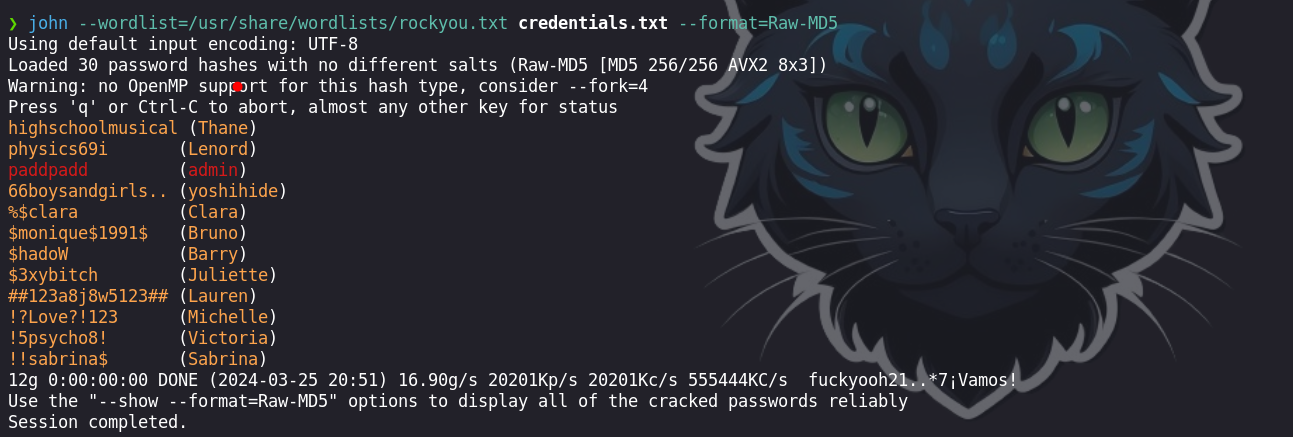 ❯ john --wordlist=/usr/share/wordlists/rockyou.txt credentials.txt --format=Raw-MD5
Using default input encoding: UTF-8
Loaded 30 password hashes with no different salts (Raw-MD5 [MD5 256/256 AVX2 8x3])
Warning: no OpenMP support for this hash type, consider --fork=4
Press 'q' or Ctrl-C to abort, almost any other key for status
highschoolmusical (Thane)
physics69i       (Lenord)
paddpadd         (admin)
66boysandgirls.. (yoshihide)
%$clara          (Clara)
$monique$1991$   (Bruno)
$hadoW           (Barry)
$3xybitch        (Juliette)
##123a8j8w5123## (Lauren)
!?Love?!123      (Michelle)
!5psycho8!       (Victoria)
!!sabrina$       (Sabrina)
12g 0:00:00:00 DONE (2024-03-25 20:51) 16.90g/s 20201Kp/s 20201Kc/s 555444KC/s  fuckyooh21..*7¡Vamos!
Use the "--show --format=Raw-MD5" options to display all of the cracked passwords reliably
Session completed.